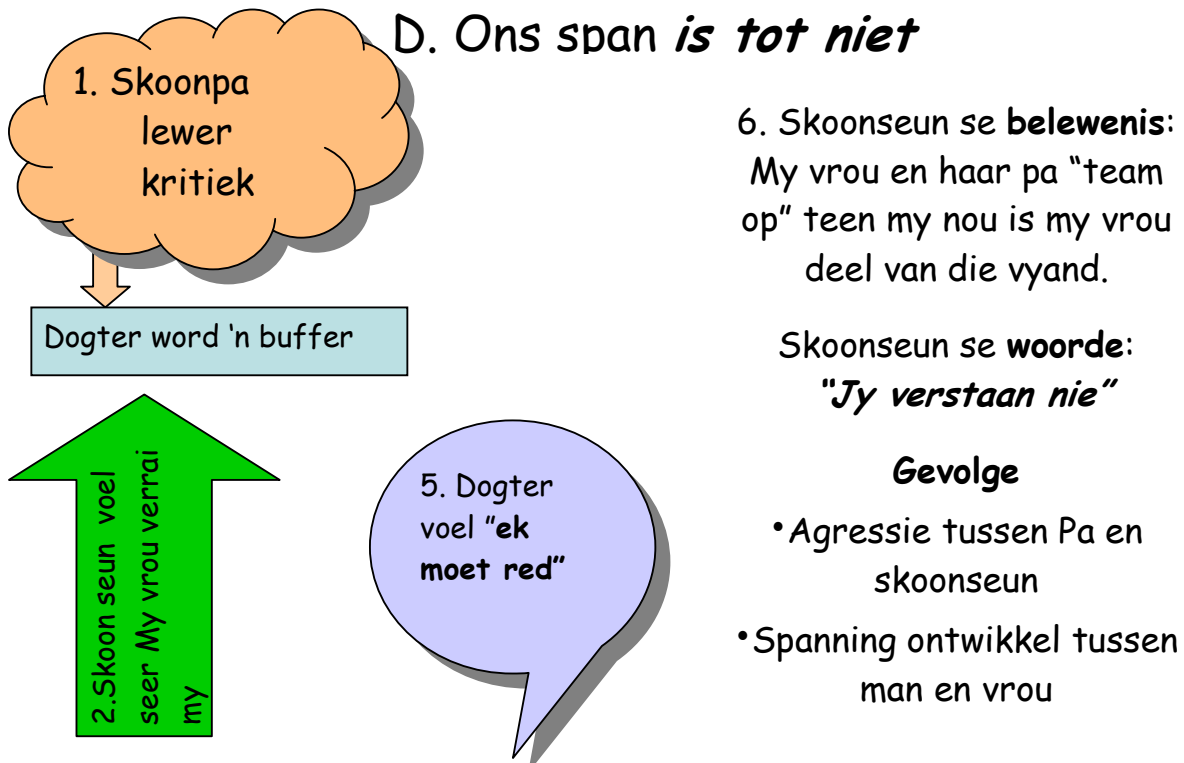 D. Ons span is tot niet
1. Skoonpa
lewer
kritiek
Dogter word ‘n buffer
2.Skoon seun voel
seer My vrou verrai
my
5. Dogter
voel ”ek
moet red”
6. Skoonseun se belewenis:
My vrou en haar pa “team
op” teen my nou is my vrou
deel van die vyand.
Skoonseun se woorde:
“Jy verstaan nie”
Gevolge
•Agressie tussen Pa en
skoonseun
•Spanning ontwikkel tussen
man en vrou